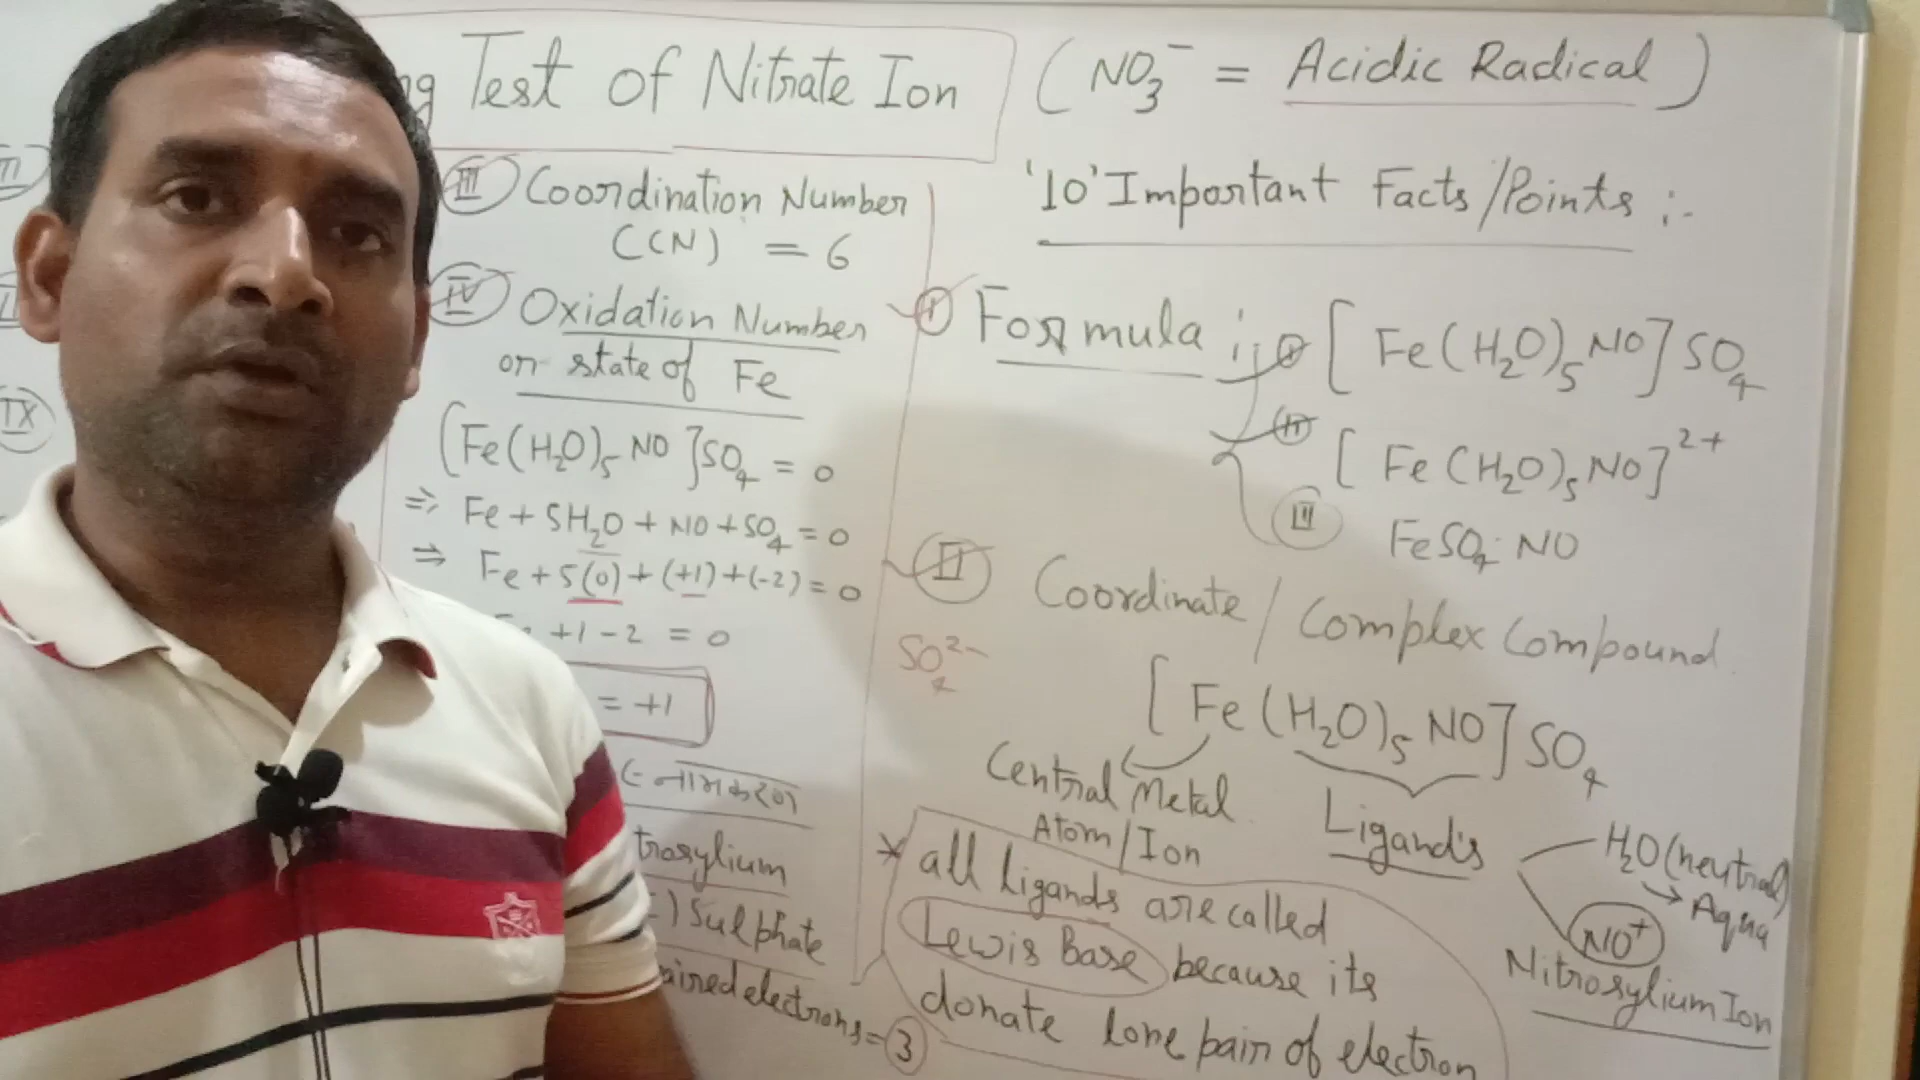 Test of Nitrate Ion (NO₃⁻ = Acidic Radical)
III Coordination Number
(CN) = 6
IV Oxidation Number
or state of Fe
[Fe(H₂O)₅NO]SO₄ = 0
⇒ Fe + 5H₂O + NO + SO₄ = 0
⇒ Fe + 5(0) + (+1) + (-2) = 0
+1 - 2 = 0
= +1
नामकरण
trosylium
) Sulphate
aired electrons = 3
'10' Important Facts/Points :-
I Formula : I [Fe(H₂O)₅NO]SO₄
II [Fe(H₂O)₅NO]²⁺
III FeSO₄·NO
II Coordinate / Complex Compound
SO₄²⁻
[Fe(H₂O)₅NO]SO₄
Central Metal
Atom/Ion
Ligands
H₂O (neutral)
→ Aqua
NO⁺
Nitrosylium Ion
* all ligands are called
Lewis Base because its
donate lone pair of electron
IX